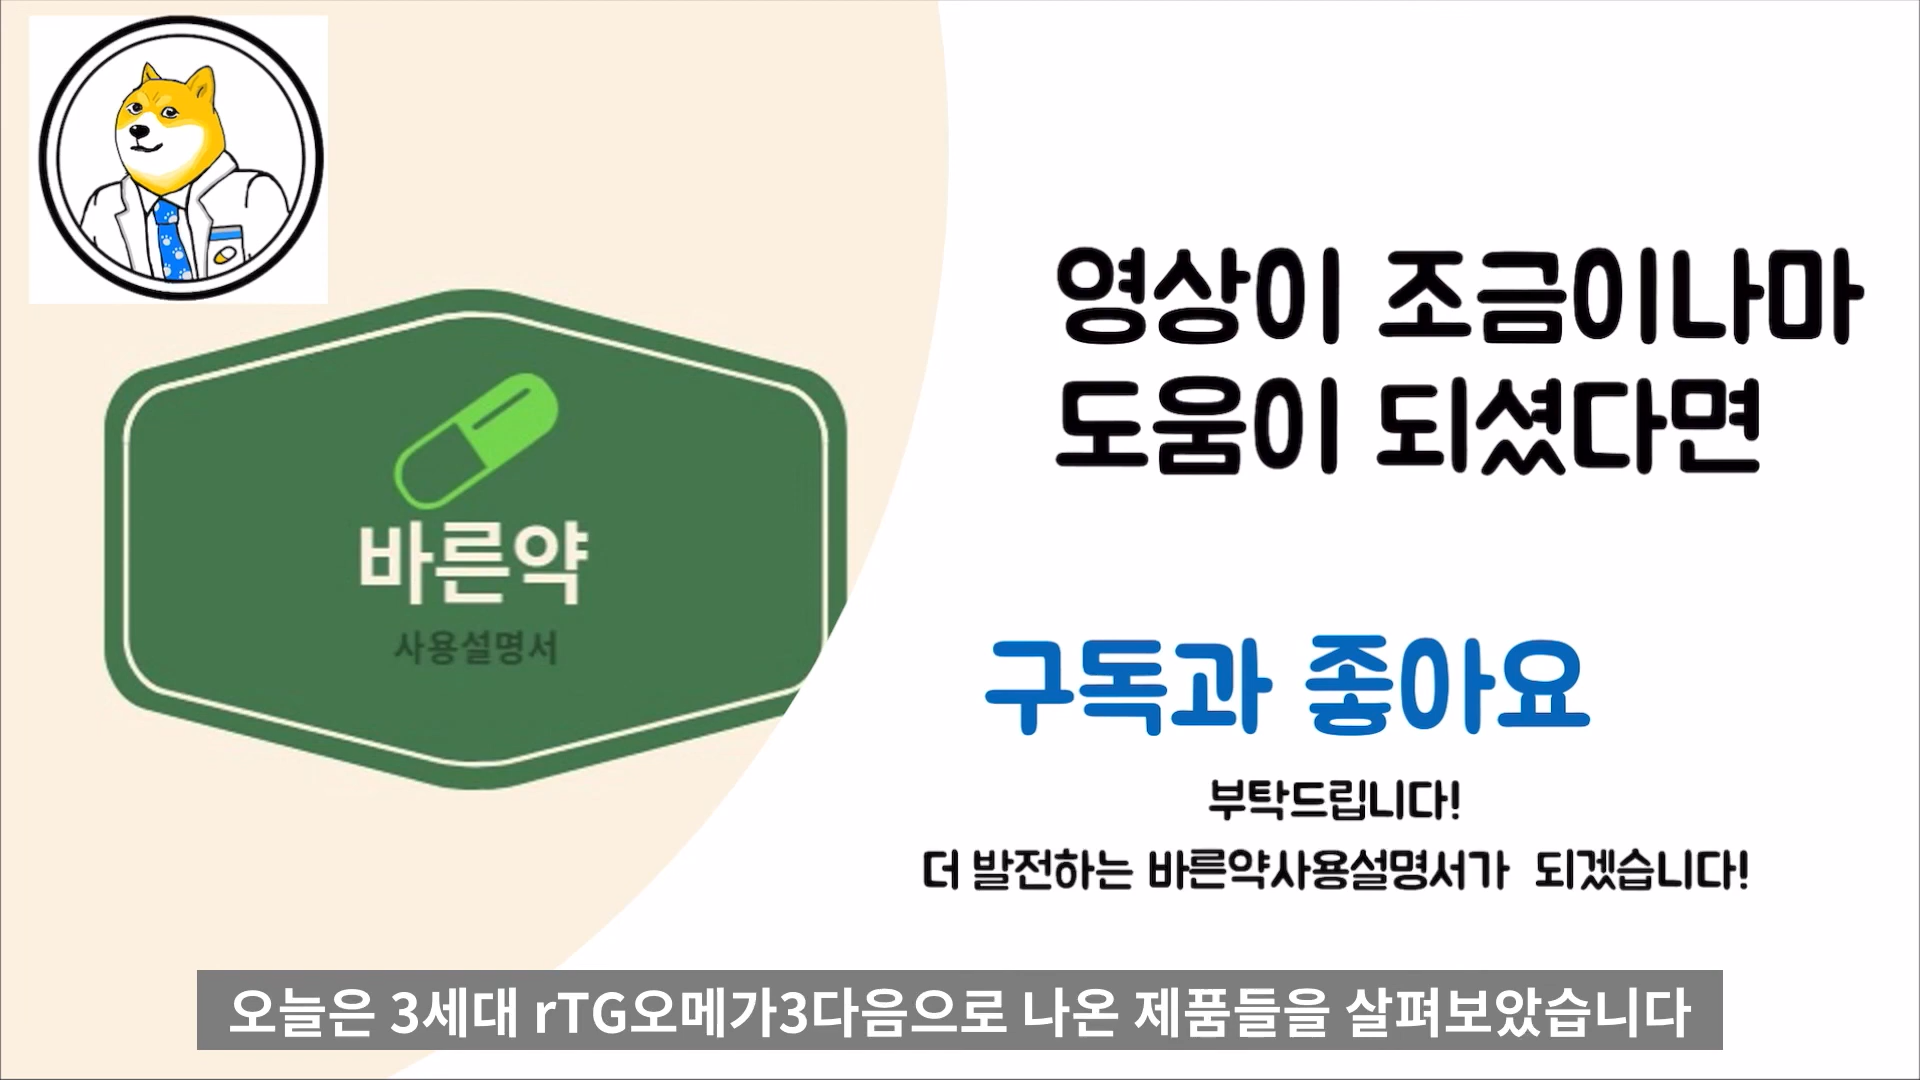 바른약
사용설명서
영상이 조금이나마
도움이 되셨다면
구독과 좋아요
부탁드립니다!
더 발전하는 바른약사용설명서가 되겠습니다!
오늘은 3세대 rTG오메가3다음으로 나온 제품들을 살펴보았습니다